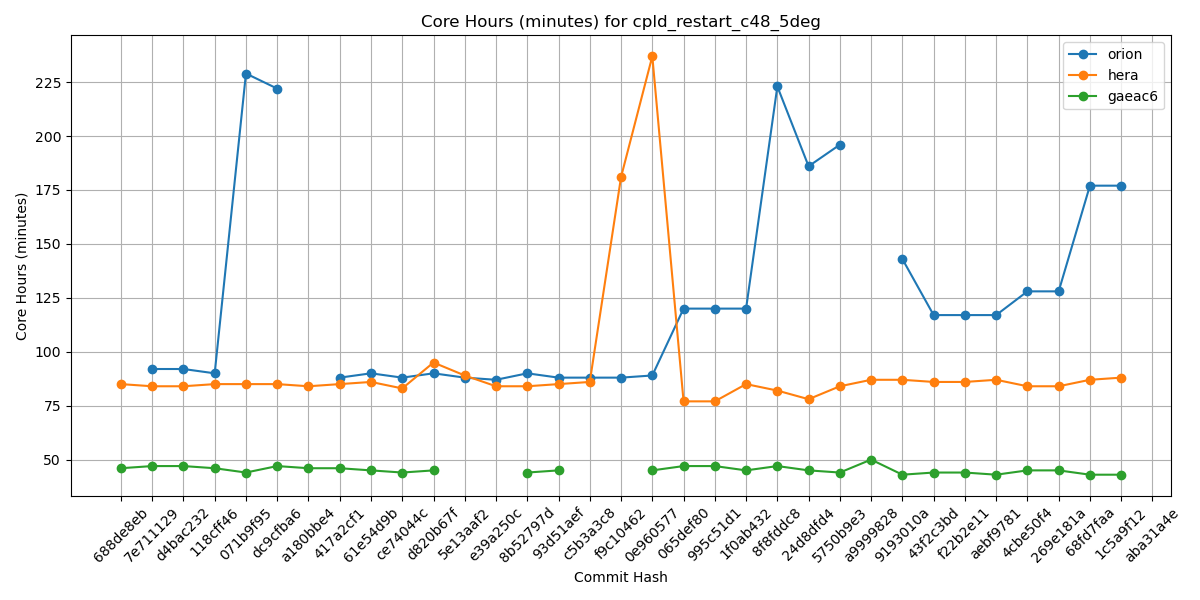 Core Hours (minutes) for cpld_restart_c48_5deg
orion
hera
gaeac6
Core Hours (minutes)
225
200
175
150
125
100
75
50
688de8eb
7e711129
d4bac232
118cff46
071b9f95
dc9cfba6
a180bbe4
417a2cf1
61e54d9b
ce74044c
d820b67f
5e13aaf2
e39a250c
8b52797d
93d51aef
c5b3a3c8
f9c10462
0e960577
065def80
995c51d1
1f0ab432
8f8fddc8
24d8dfd4
5750b9e3
a9999828
9193010a
43f2c3bd
f22b2e11
aebf9781
4cbe50f4
269e181a
68fd7faa
1c5a9f12
aba31a4e
Commit Hash